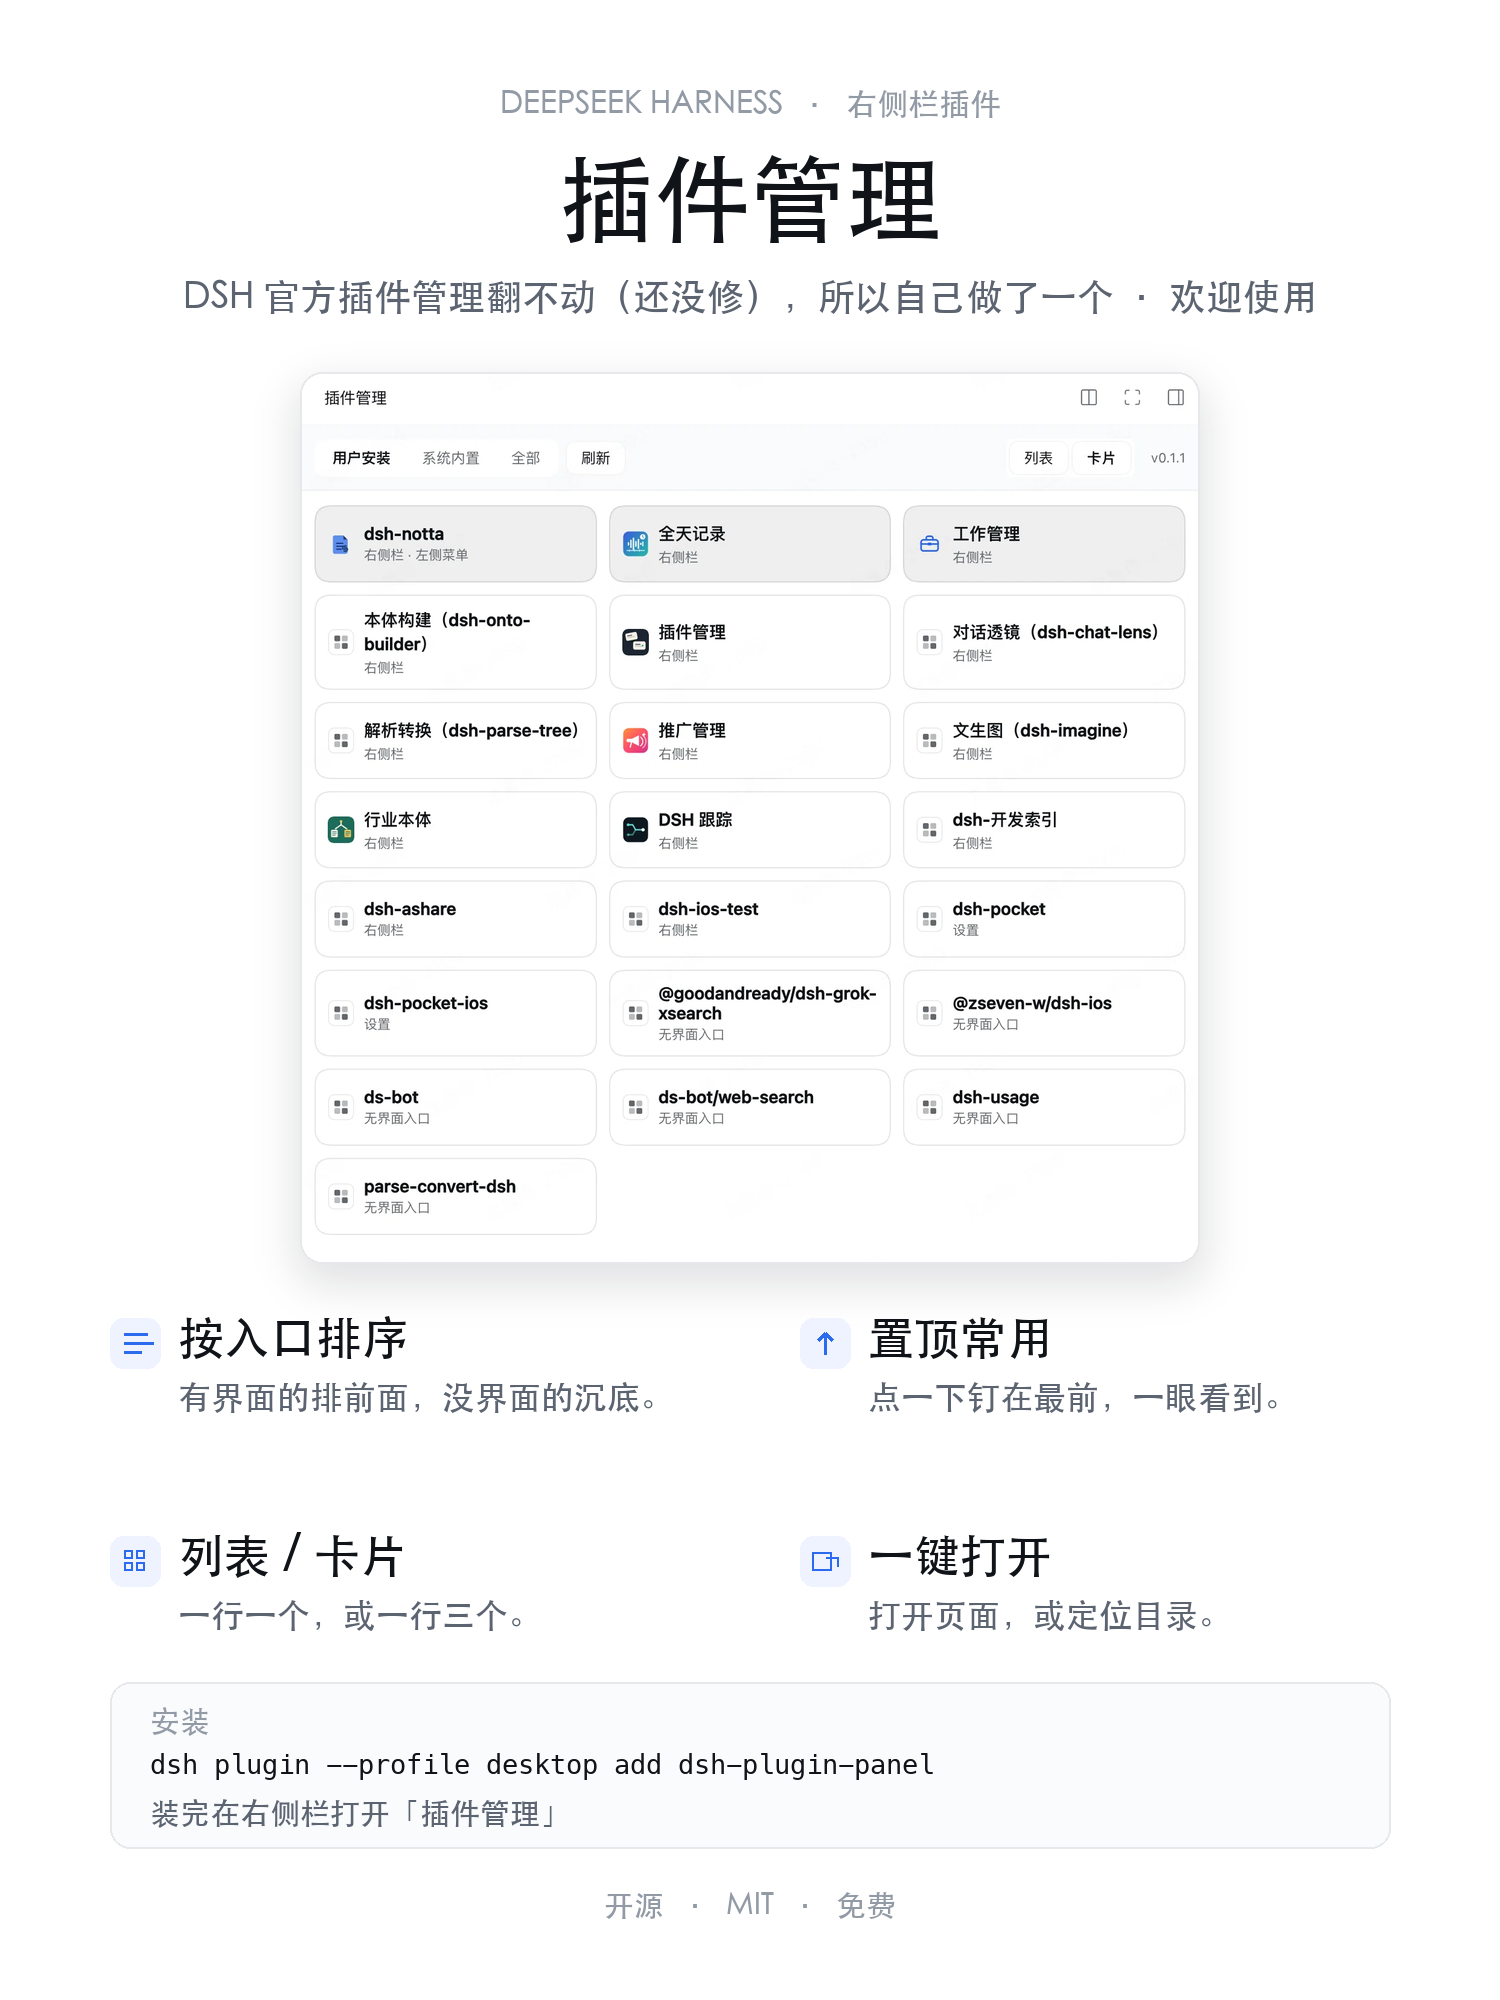 DEEPSEEK HARNESS · 右侧栏插件
插件管理
DSH 官方插件管理翻不动（还没修），所以自己做了一个 · 欢迎使用
插件管理
用户安装 系统内置 全部 刷新 列表 卡片 v0.1.1
dsh-notta
右侧栏 · 左侧菜单
全天记录
右侧栏
工作管理
右侧栏
本体构建（dsh-onto-
builder）
右侧栏
插件管理
右侧栏
对话透镜（dsh-chat-lens）
右侧栏
解析转换（dsh-parse-tree）
右侧栏
推广管理
右侧栏
文生图（dsh-imagine）
右侧栏
行业本体
右侧栏
DSH 跟踪
右侧栏
dsh-开发索引
右侧栏
dsh-ashare
右侧栏
dsh-ios-test
右侧栏
dsh-pocket
设置
dsh-pocket-ios
设置
@goodandready/dsh-grok-
xsearch
无界面入口
@zseven-w/dsh-ios
无界面入口
ds-bot
无界面入口
ds-bot/web-search
无界面入口
dsh-usage
无界面入口
parse-convert-dsh
无界面入口
按入口排序
有界面的排前面，没界面的沉底。
置顶常用
点一下钉在最前，一眼看到。
列表 / 卡片
一行一个，或一行三个。
一键打开
打开页面，或定位目录。
安装
dsh plugin --profile desktop add dsh-plugin-panel
装完在右侧栏打开「插件管理」
开源 · MIT · 免费